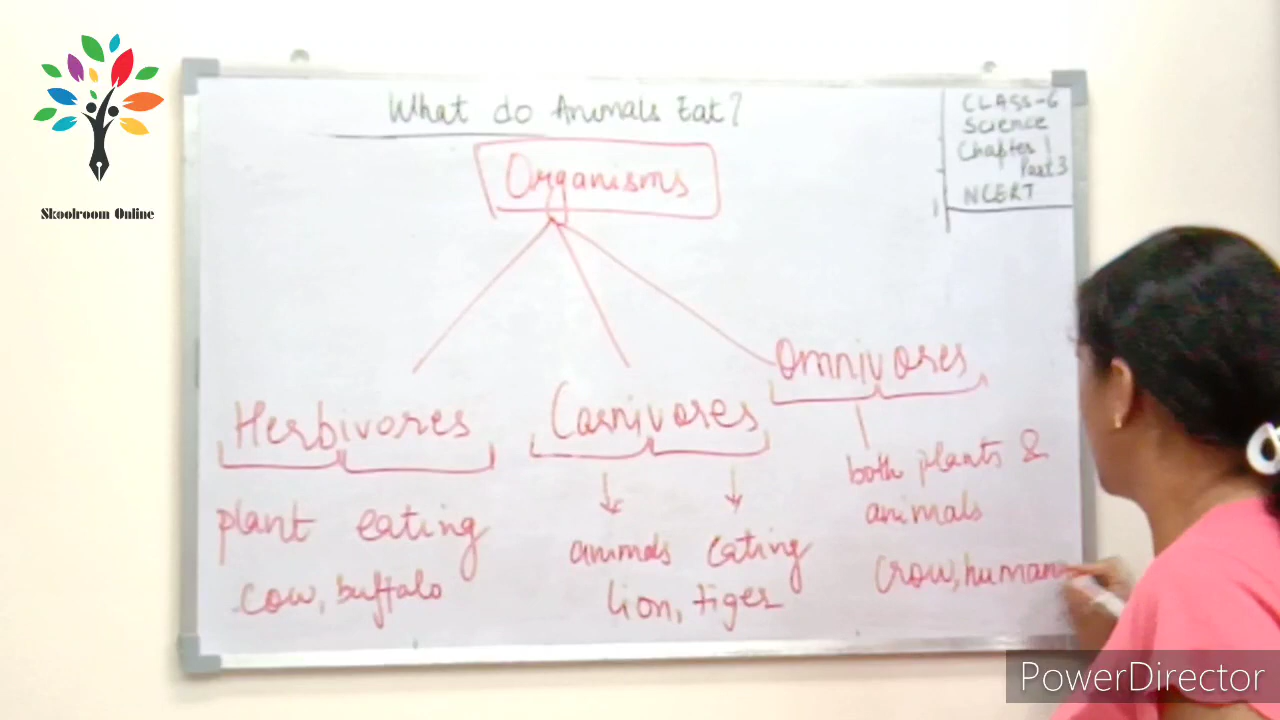 Skoolroom Online
What do Animals Eat?
CLASS-6
Science
Chapter 1
Part 3
NCERT
Organisms
Herbivores
plant eating
cow, buffalo
Carnivores
animals eating
lion, tiger
Omnivores
both plants &
animals
Crow, human
PowerDirector